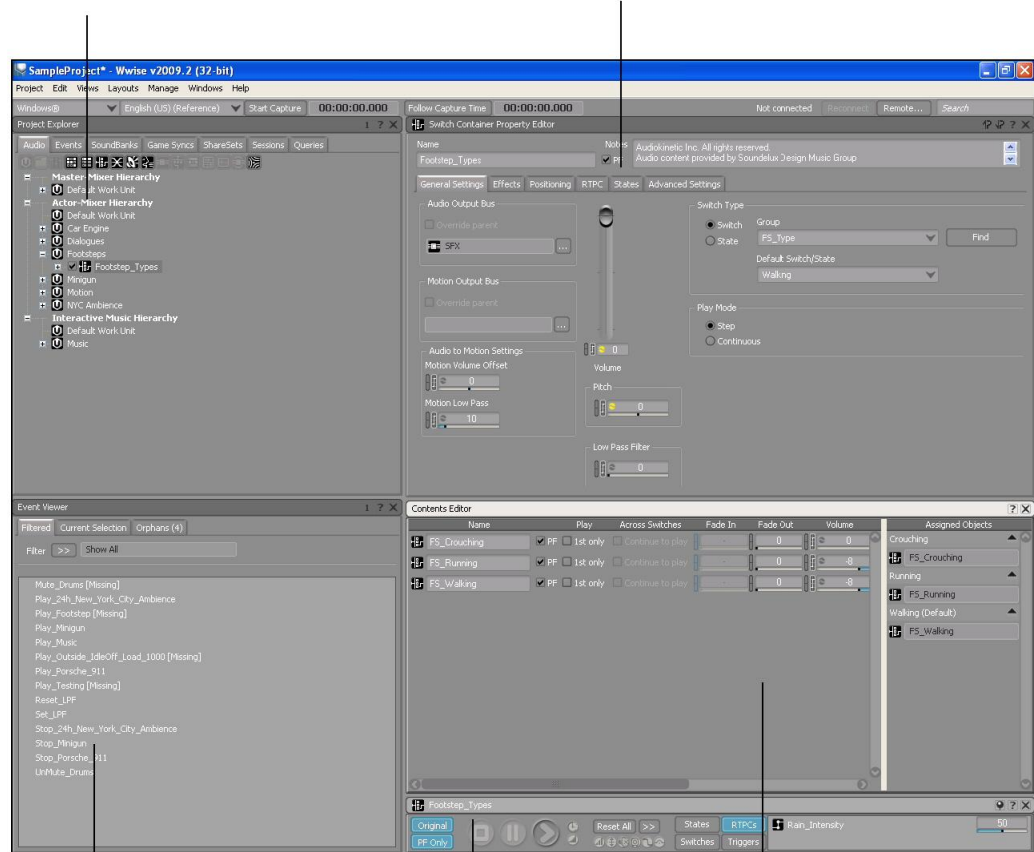 SampleProject* - Wwise v2009.2 (32-bit)
Project Edit Views Layouts Manage Windows Help
Windows® English (US) (Reference) Start Capture 00:00:00.000 Follow Capture Time 00:00:00.000 Not connected Reconnect Remote... Search
Project Explorer 1 ? X
Audio Events SoundBanks Game Syncs ShareSets Sessions Queries
Master-Mixer Hierarchy
Default Work Unit
Actor-Mixer Hierarchy
Default Work Unit
Car Engine
Dialogues
Footsteps
Footstep_Types
Minigun
Motion
NYC Ambience
Interactive Music Hierarchy
Default Work Unit
Music
Switch Container Property Editor
Name
Footstep_Types
PF
Notes
Audiokinetic Inc. All rights reserved.
Audio content provided by Soundelux Design Music Group
General Settings Effects Positioning RTPC States Advanced Settings
Audio Output Bus
Override parent
SFX ...
Motion Output Bus
Override parent
...
Audio to Motion Settings
Motion Volume Offset
0
Motion Low Pass
10
0
Volume
Pitch
0
Low Pass Filter
0
Switch Type
Switch
State
Group
FS_Type
Find
Default Switch/State
Walking
Play Mode
Step
Continuous
Event Viewer 1 ? X
Filtered Current Selection Orphans (4)
Filter >> Show All
Mute_Drums [Missing]
Play_24h_New_York_City_Ambience
Play_Footstep [Missing]
Play_Minigun
Play_Music
Play_Outside_IdleOff_Load_1000 [Missing]
Play_Porsche_911
Play_Testing [Missing]
Reset_LPF
Set_LPF
Stop_24h_New_York_City_Ambience
Stop_Minigun
Stop_Porsche_911
UnMute_Drums
Contents Editor ? X
Name Play Across Switches Fade In Fade Out Volume Assigned Objects
FS_Crouching PF 1st only Continue to play 0 0
FS_Running PF 1st only Continue to play 0 -8
FS_Walking PF 1st only Continue to play 0 -8
Crouching
FS_Crouching
Running
FS_Running
Walking (Default)
FS_Walking
Footstep_Types ? X
Original
PF Only
Reset All >>
States RTPCs
Switches Triggers
Rain_Intensity 50